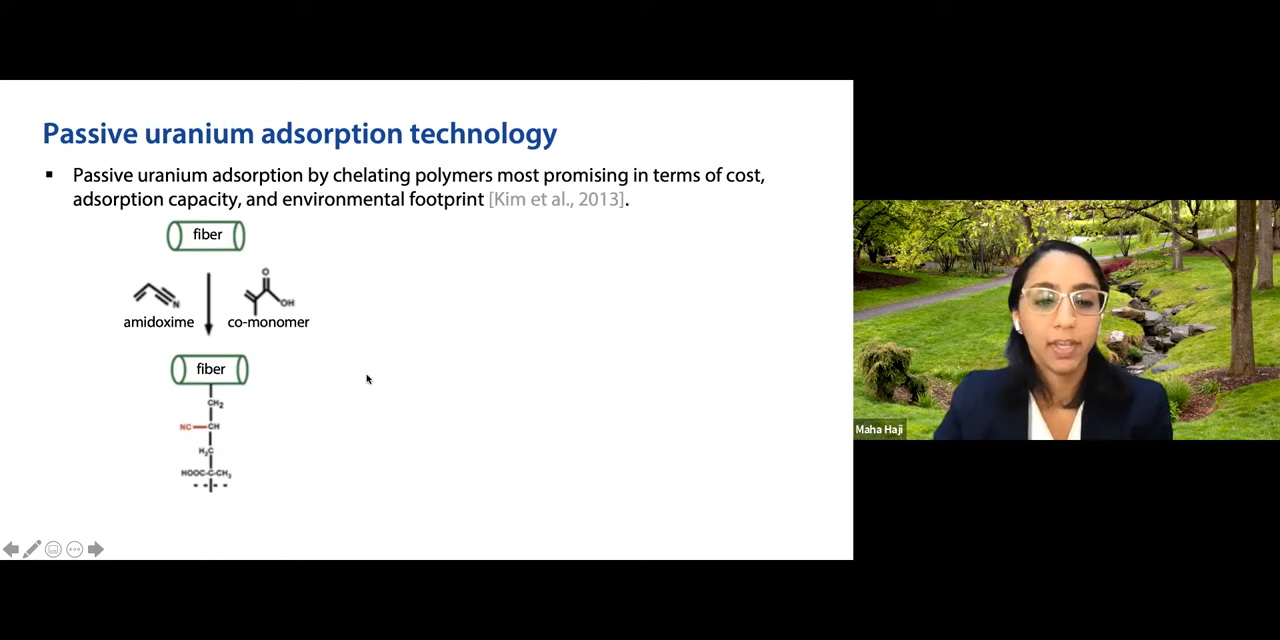 Passive uranium adsorption technology
▪ Passive uranium adsorption by chelating polymers most promising in terms of cost,
adsorption capacity, and environmental footprint [Kim et al., 2013].
fiber
O
N
OH
amidoxime
co-monomer
fiber
CH₂
NC—CH
H₂C
HOOC-C-CH₃
Maha Haji